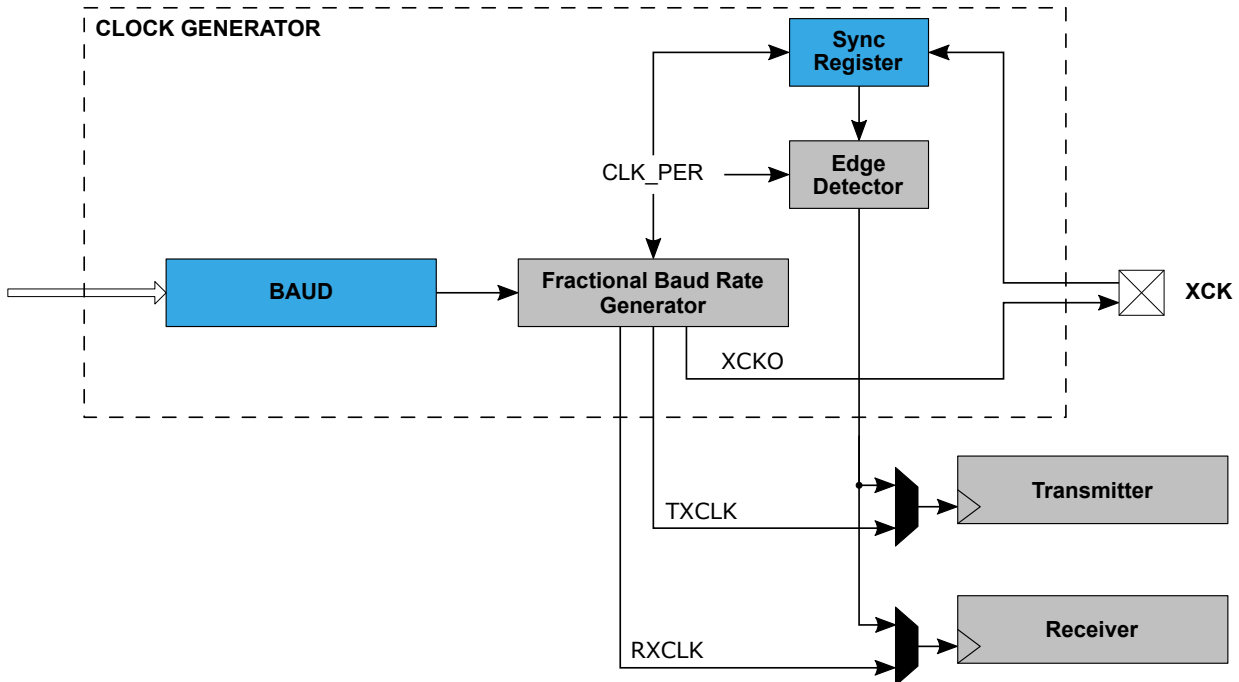 CLOCK GENERATOR
Sync
Register
CLK_PER
Edge
Detector
BAUD
Fractional Baud Rate
Generator
XCK
XCKO
TXCLK
Transmitter
RXCLK
Receiver